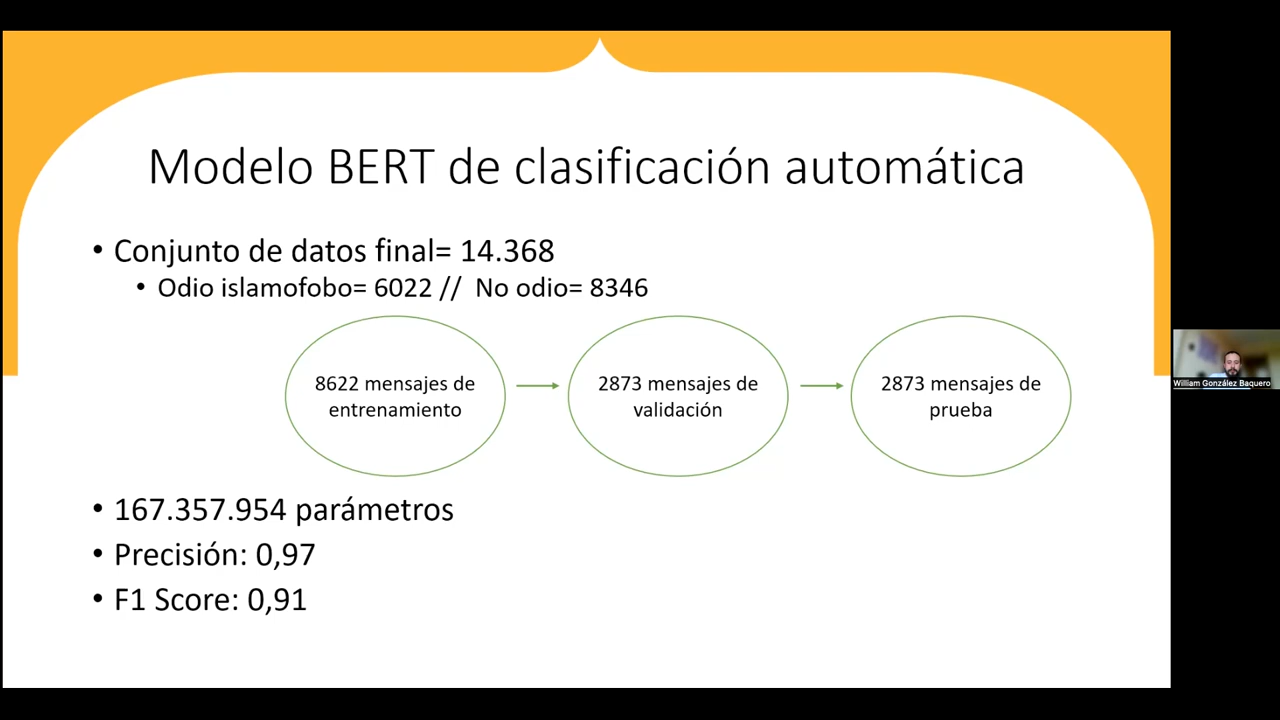 Modelo BERT de clasificación automática
• Conjunto de datos final= 14.368
• Odio islamofobo= 6022 // No odio= 8346
8622 mensajes de
entrenamiento
2873 mensajes de
validación
2873 mensajes de
prueba
• 167.357.954 parámetros
• Precisión: 0,97
• F1 Score: 0,91
William González Baquero